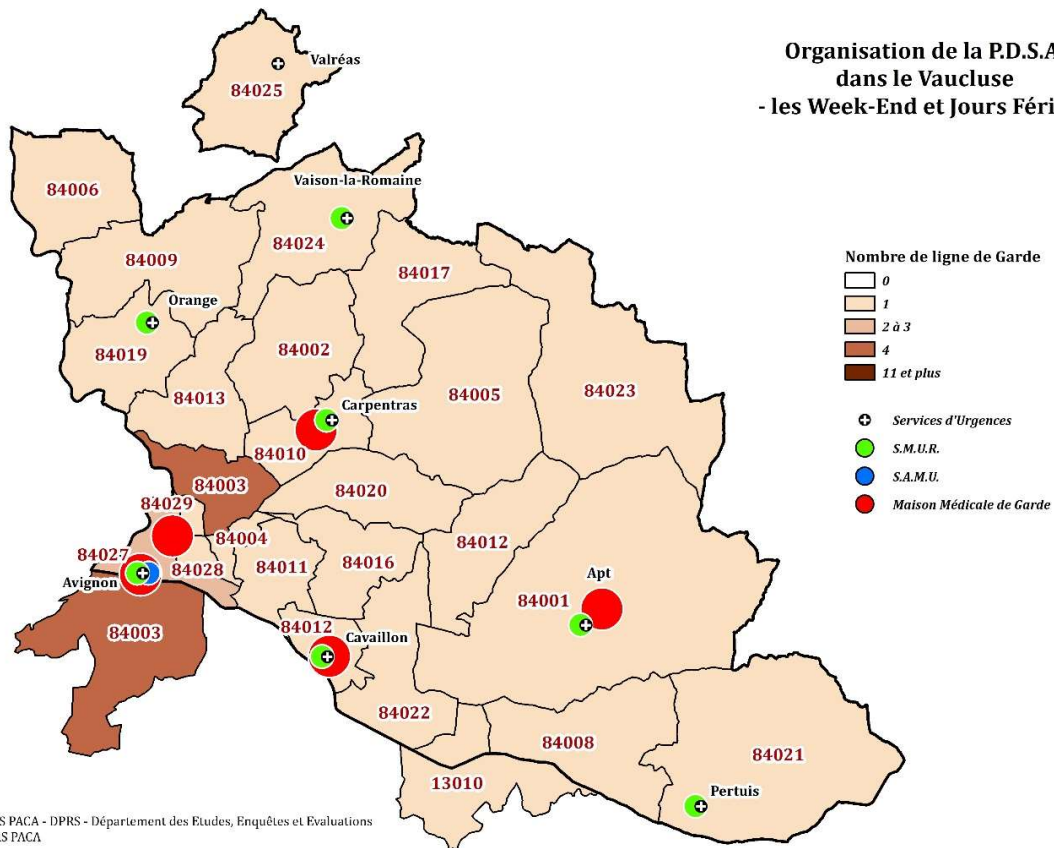 Organisation de la P.D.S.A
dans le Vaucluse
- les Week-End et Jours Féri
Valréas
84025
84006
Vaison-la-Romaine
84024
84009
84017
Orange
84019
84002
84013
84005
84023
Carpentras
84010
84003
84020
84029
84004
84012
84027
84028
84011
84016
Avignon
Apt
84001
84003
84012
Cavaillon
84022
84008
84021
13010
Pertuis
Nombre de ligne de Garde
0
1
2 à 3
4
11 et plus
Services d'Urgences
S.M.U.R.
S.A.M.U.
Maison Médicale de Garde
S PACA - DPRS - Département des Etudes, Enquêtes et Evaluations
AS PACA